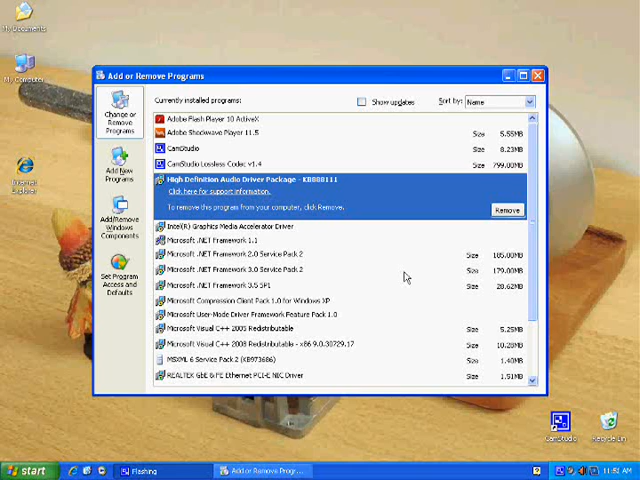 My Documents
My Computer
Internet
Explorer
Add or Remove Programs
Change or
Remove
Programs
Add New
Programs
Add/Remove
Windows
Components
Set Program
Access and
Defaults
Currently installed programs:
Show updates
Sort by: Name
Adobe Flash Player 10 ActiveX
Adobe Shockwave Player 11.5 Size 5.55MB
CamStudio Size 8.23MB
CamStudio Lossless Codec v1.4 Size 799.00MB
High Definition Audio Driver Package - KB888111
Click here for support information.
To remove this program from your computer, click Remove.
Remove
Intel(R) Graphics Media Accelerator Driver
Microsoft .NET Framework 1.1
Microsoft .NET Framework 2.0 Service Pack 2 Size 185.00MB
Microsoft .NET Framework 3.0 Service Pack 2 Size 179.00MB
Microsoft .NET Framework 3.5 SP1 Size 28.62MB
Microsoft Compression Client Pack 1.0 for Windows XP
Microsoft User-Mode Driver Framework Feature Pack 1.0
Microsoft Visual C++ 2005 Redistributable Size 5.25MB
Microsoft Visual C++ 2008 Redistributable - x86 9.0.30729.17 Size 10.28MB
MSXML 6 Service Pack 2 (KB973686) Size 1.40MB
REALTEK GbE & FE Ethernet PCI-E NIC Driver Size 1.51MB
CamStudio
Recycle Bin
start
Flashing
Add or Remove Progr...
11:52 AM